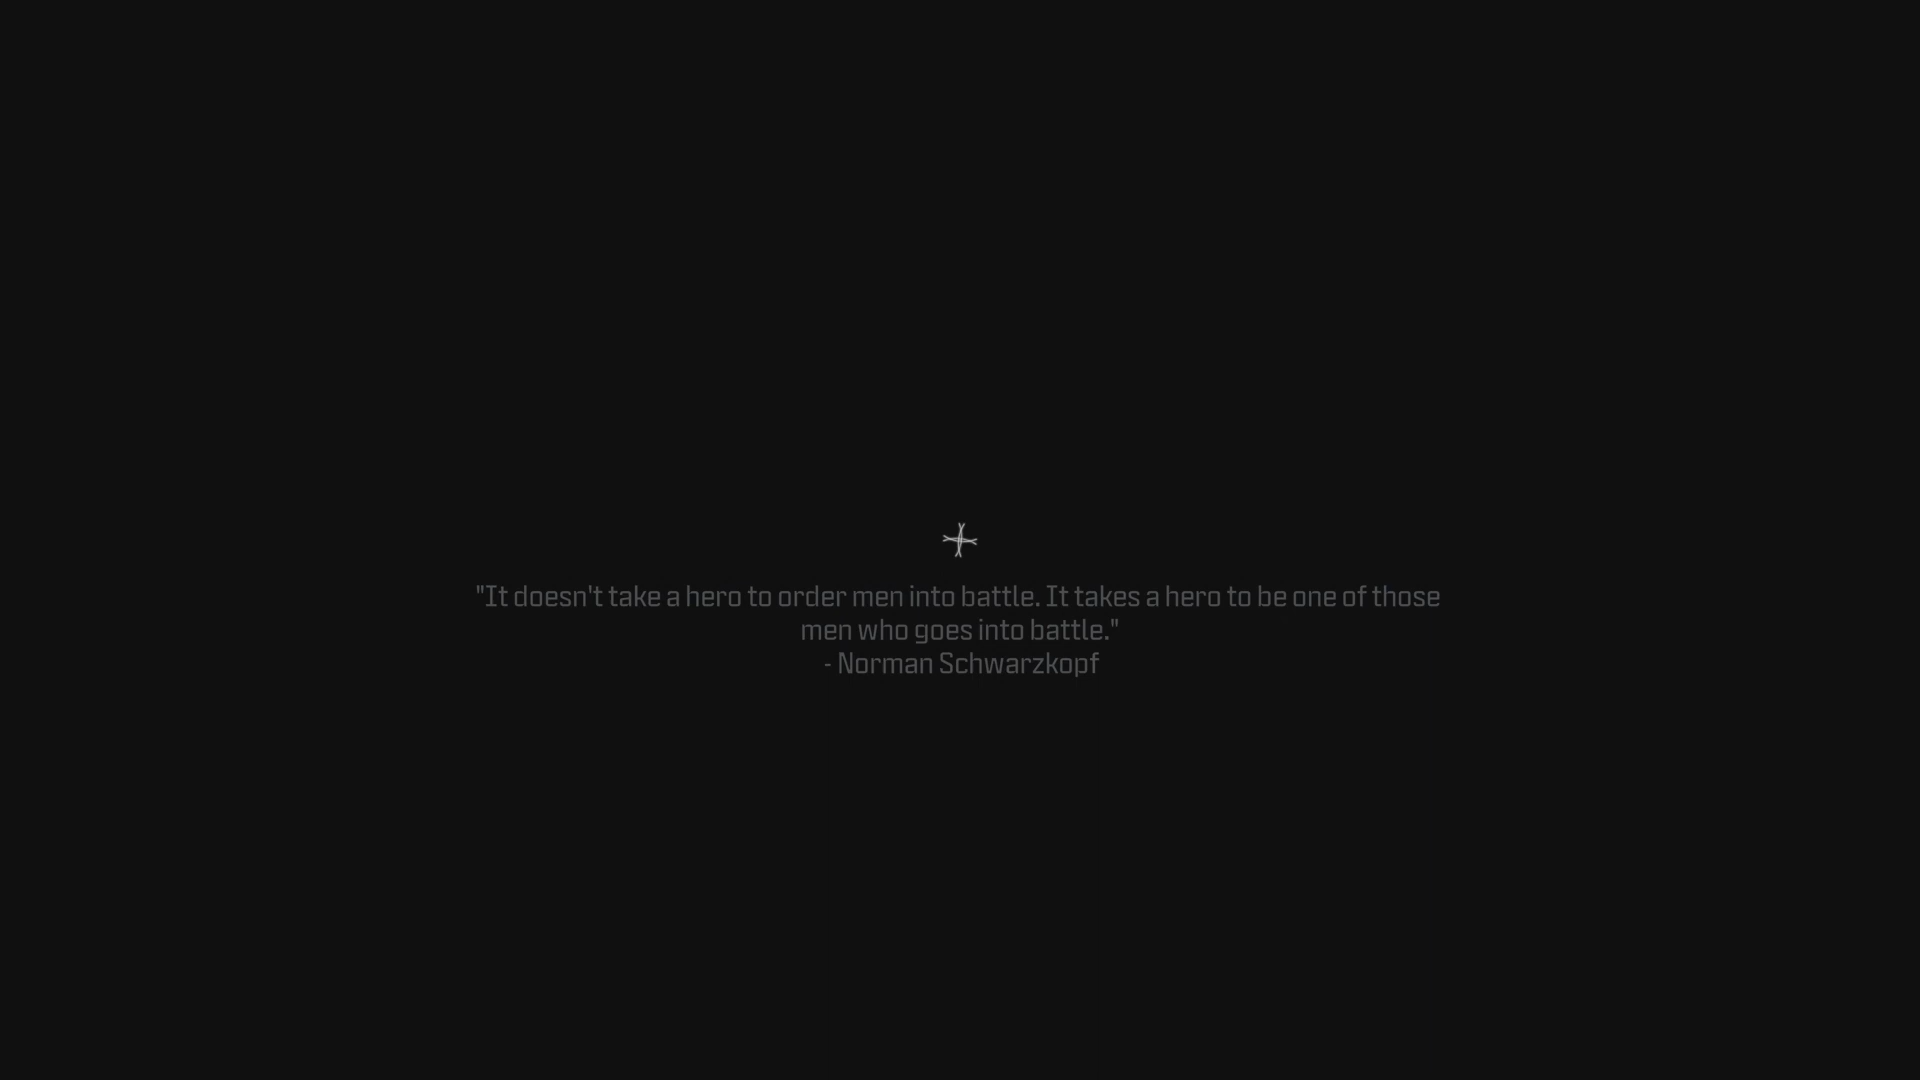 "It doesn't take a hero to order men into battle. It takes a hero to be one of those
men who goes into battle."
- Norman Schwarzkopf